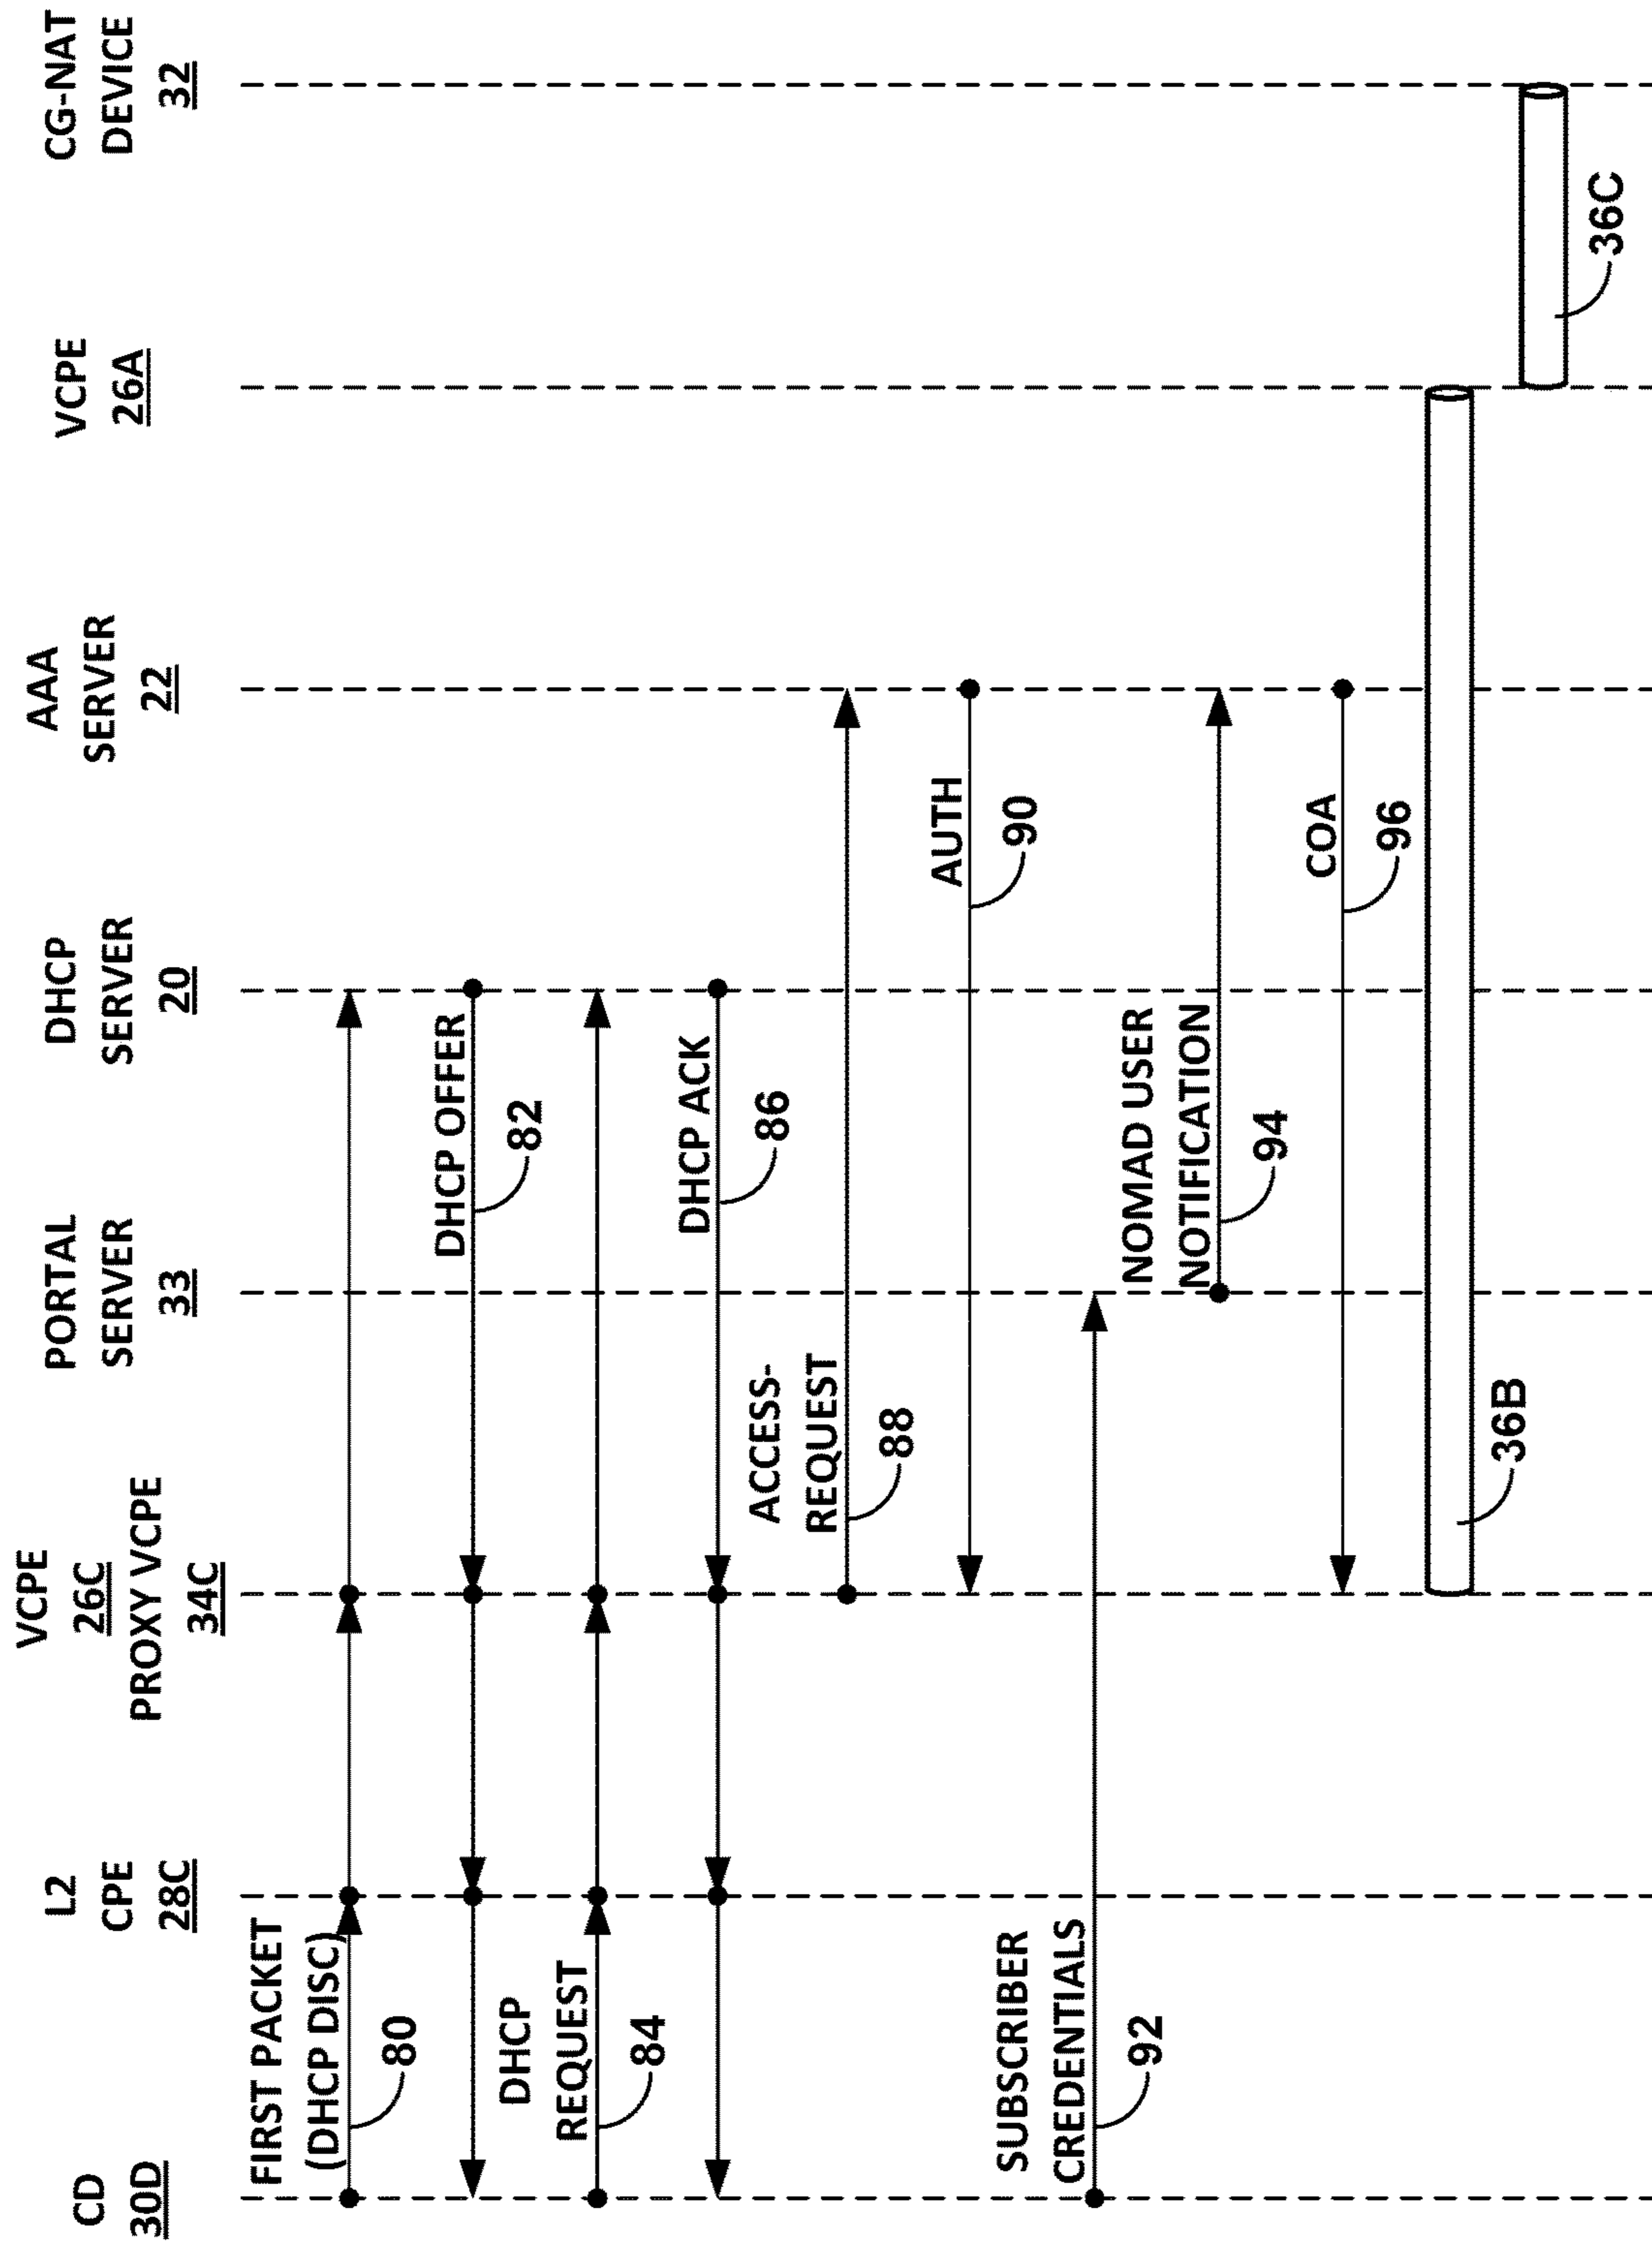 CD
30D
L2
CPE
28C
VCPE
26C
PROXY VCPE
34C
PORTAL
SERVER
33
DHCP
SERVER
20
AAA
SERVER
22
VCPE
26A
CG-NAT
DEVICE
32
FIRST PACKET
(DHCP DISC)
80
DHCP OFFER
82
DHCP
REQUEST
84
DHCP ACK
86
ACCESS-
REQUEST
88
AUTH
90
SUBSCRIBER
CREDENTIALS
92
NOMAD USER
NOTIFICATION
94
COA
96
36B
36C